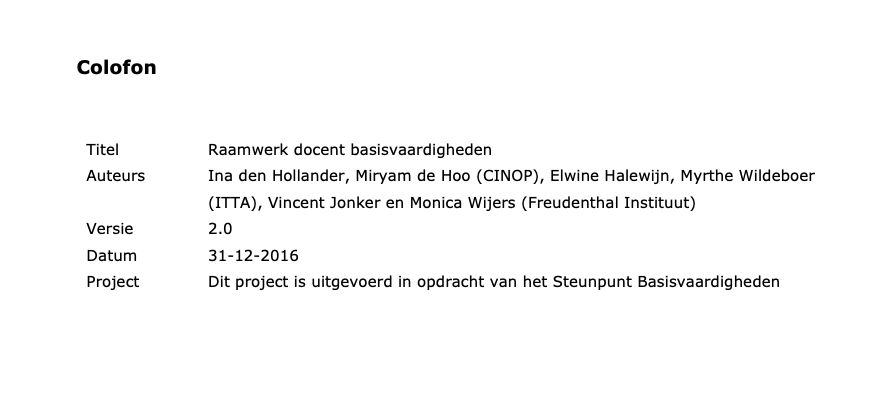 Colofon
Titel Raamwerk docent basisvaardigheden
Auteurs Ina den Hollander, Miryam de Hoo (CINOP), Elwine Halewijn, Myrthe Wildeboer
(ITTA), Vincent Jonker en Monica Wijers (Freudenthal Instituut)
Versie 2.0
Datum 31-12-2016
Project Dit project is uitgevoerd in opdracht van het Steunpunt Basisvaardigheden